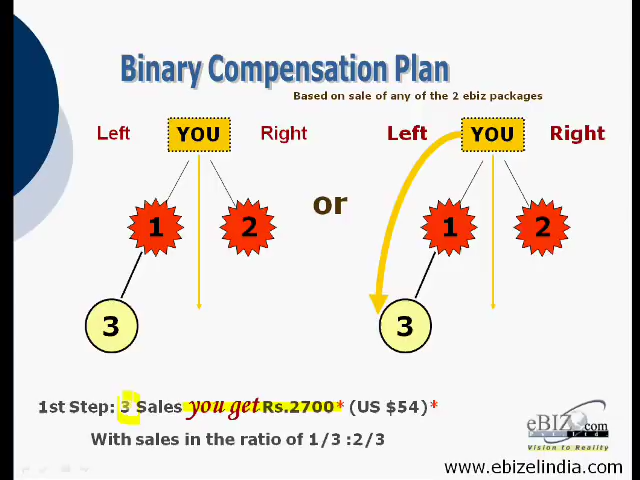 Binary Compensation Plan
Based on sale of any of the 2 ebiz packages
Left YOU Right
Left YOU Right
1 2
or
1 2
3
3
1st Step: 3 Sales you get Rs.2700* (US $54)*
With sales in the ratio of 1/3 :2/3
eBIZ.com
Pvt Ltd
Vision to Reality
www.ebizelindia.com